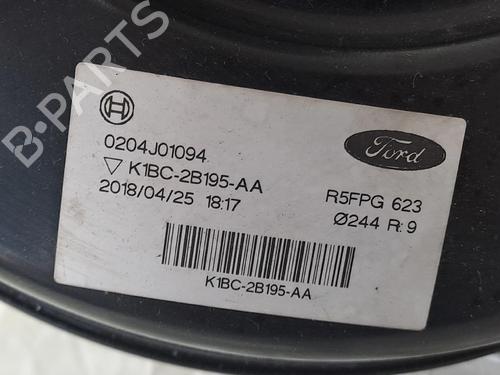 B-PARTS
0204J01094
Ford
K1BC-2B195-AA
R5FPG 623
2018/04/25 18:17
Ø244 R 9
K1BC-2B195-AA